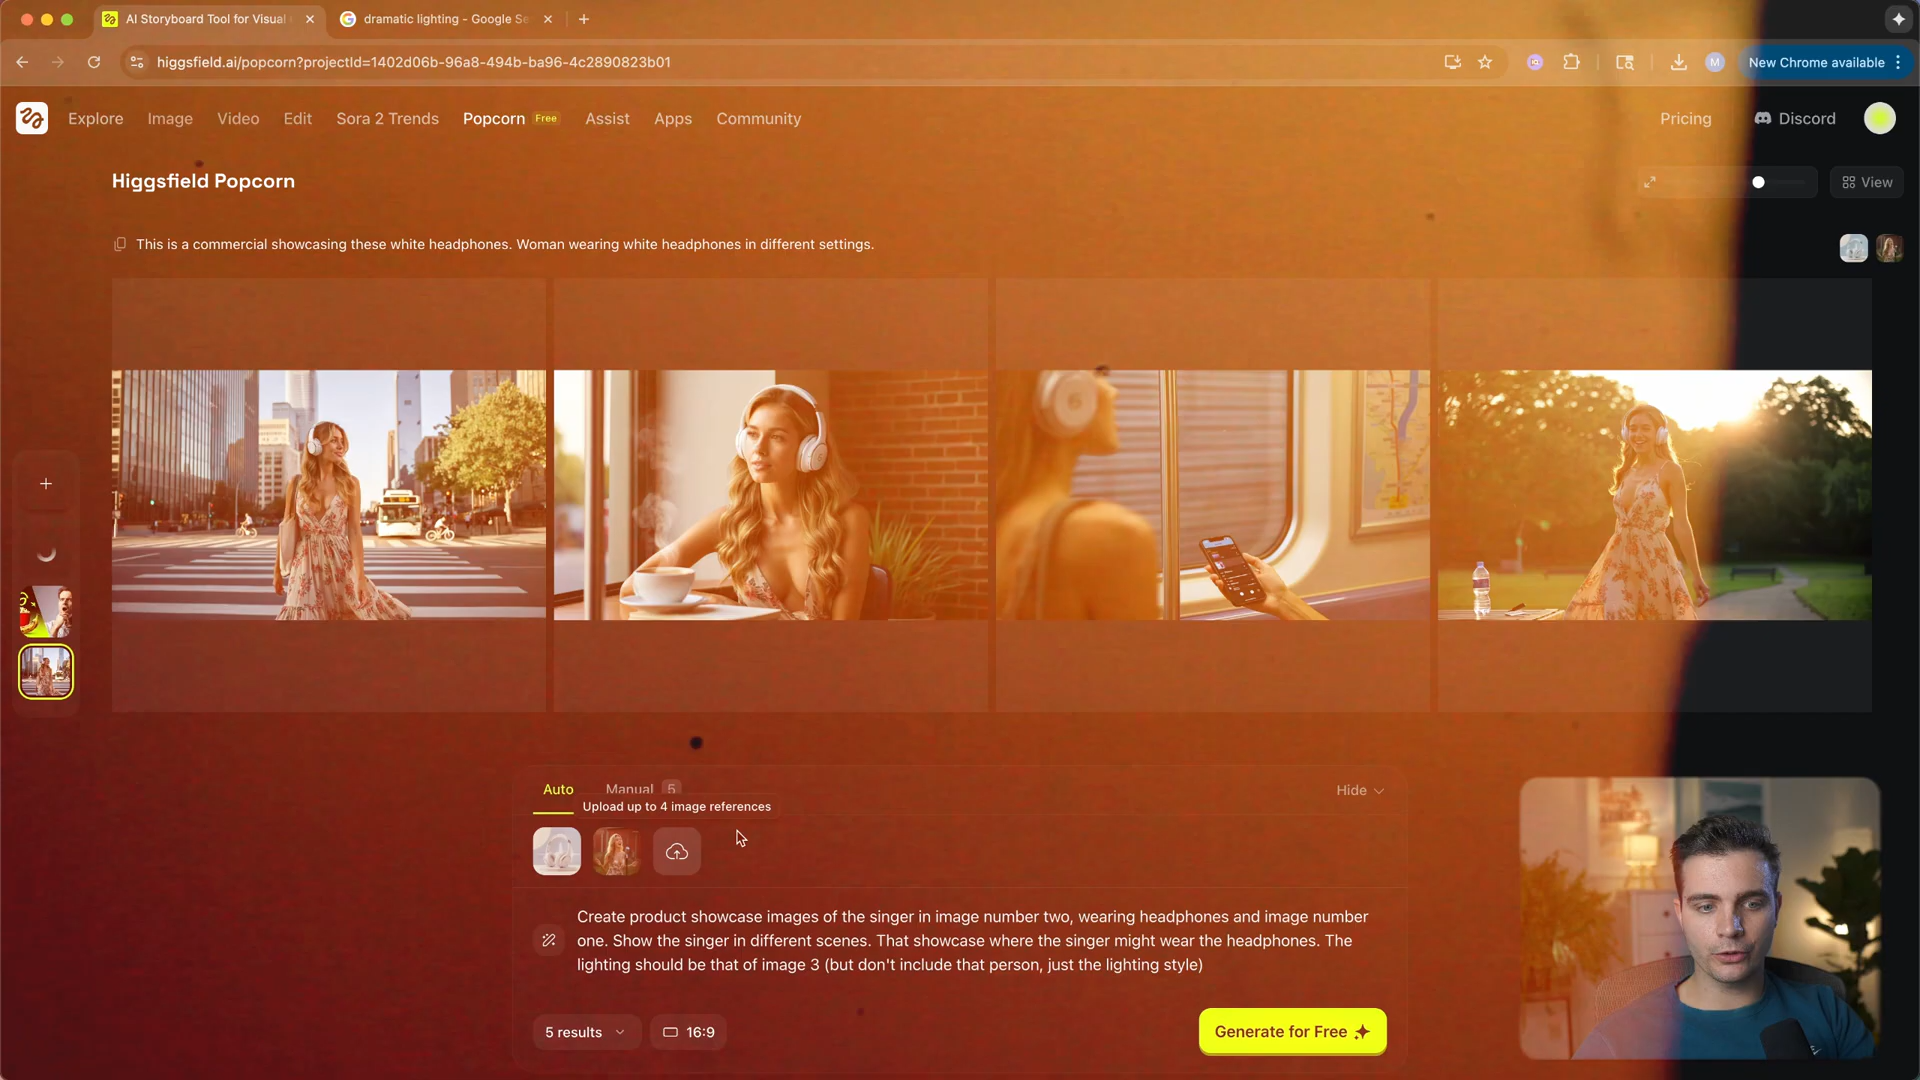 AI Storyboard Tool for Visual
dramatic lighting - Google Se
higgsfield.ai/popcorn?projectId=1402d06b-96a8-494b-ba96-4c2890823b01
M
New Chrome available
Explore
Image
Video
Edit
Sora 2 Trends
Popcorn
Free
Assist
Apps
Community
Pricing
Discord
Higgsfield Popcorn
View
This is a commercial showcasing these white headphones. Woman wearing white headphones in different settings.
Auto
Manual
5
Hide
Upload up to 4 image references
Create product showcase images of the singer in image number two, wearing headphones and image number
one. Show the singer in different scenes. That showcase where the singer might wear the headphones. The
lighting should be that of image 3 (but don't include that person, just the lighting style)
5 results
16:9
Generate for Free